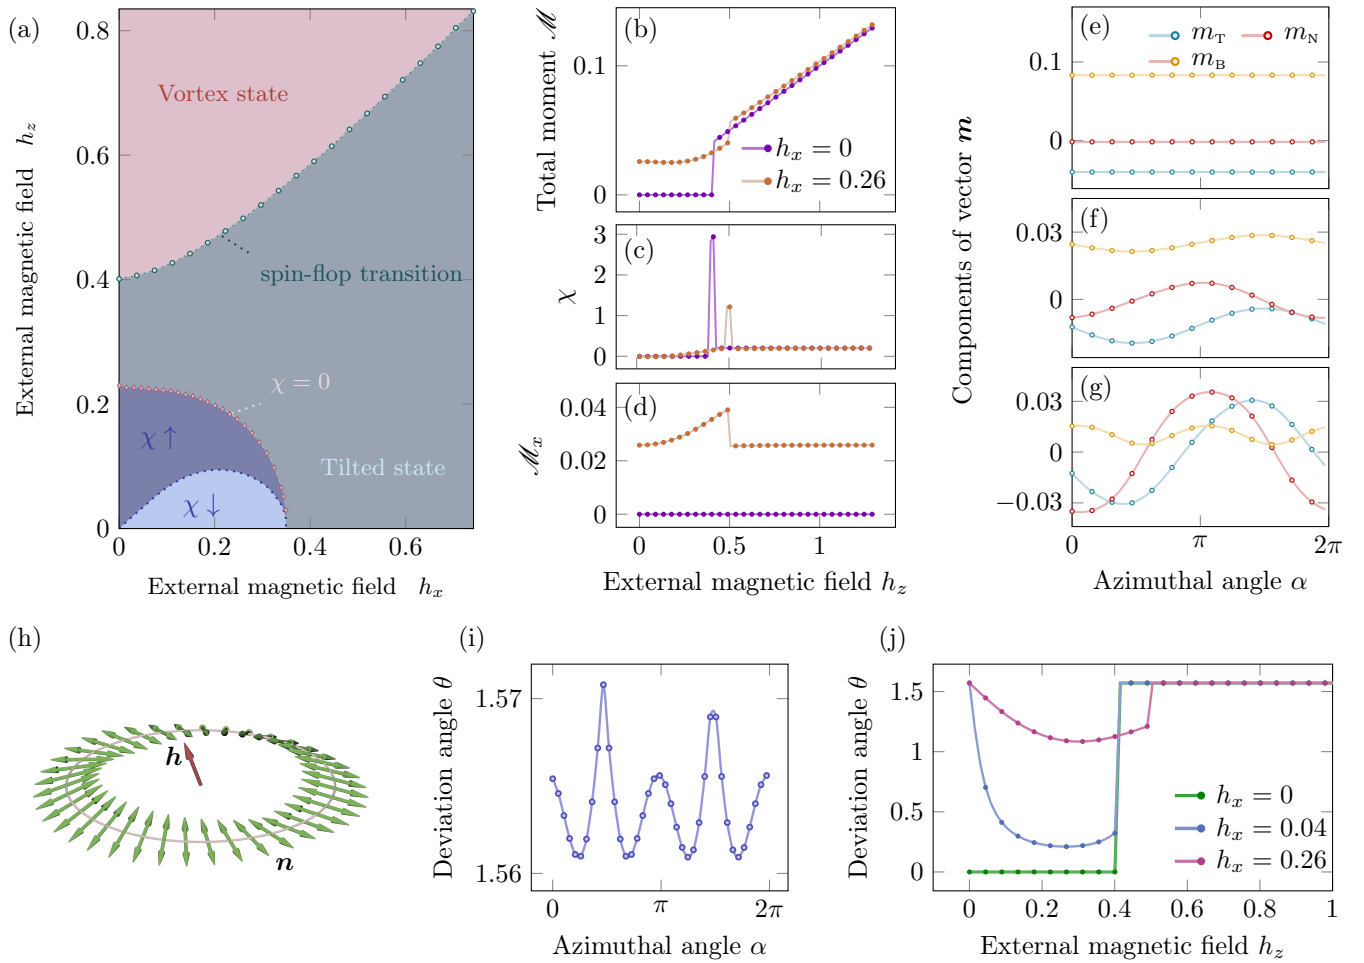 (a)
0.8
0.6
0.4
0.2
0
0
0.2
0.4
0.6
External magnetic field h_z
External magnetic field h_x
Vortex state
spin-flop transition
χ = 0
χ ↑
Tilted state
χ ↓
(b)
0.1
0
Total moment ℳ
h_x = 0
h_x = 0.26
(c)
3
2
1
0
χ
(d)
0.04
0.02
0
ℳ_x
0
0.5
1
External magnetic field h_z
(e)
m_T
m_N
m_B
0.1
0
Components of vector m
(f)
0.03
0
(g)
0.03
0
−0.03
0
π
2π
Azimuthal angle α
(h)
h
n
(i)
1.57
1.56
Deviation angle θ
0
π
2π
Azimuthal angle α
(j)
1.5
1
0.5
0
Deviation angle θ
h_x = 0
h_x = 0.04
h_x = 0.26
0
0.2
0.4
0.6
0.8
1
External magnetic field h_z